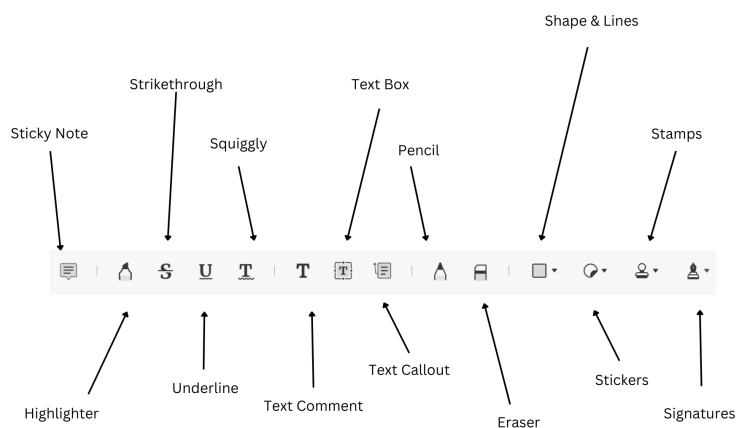 Shape & Lines
Strikethrough
Text Box
Sticky Note
Squiggly
Pencil
Stamps
S
U
T
T
T
Text Callout
Underline
Stickers
Highlighter
Text Comment
Eraser
Signatures